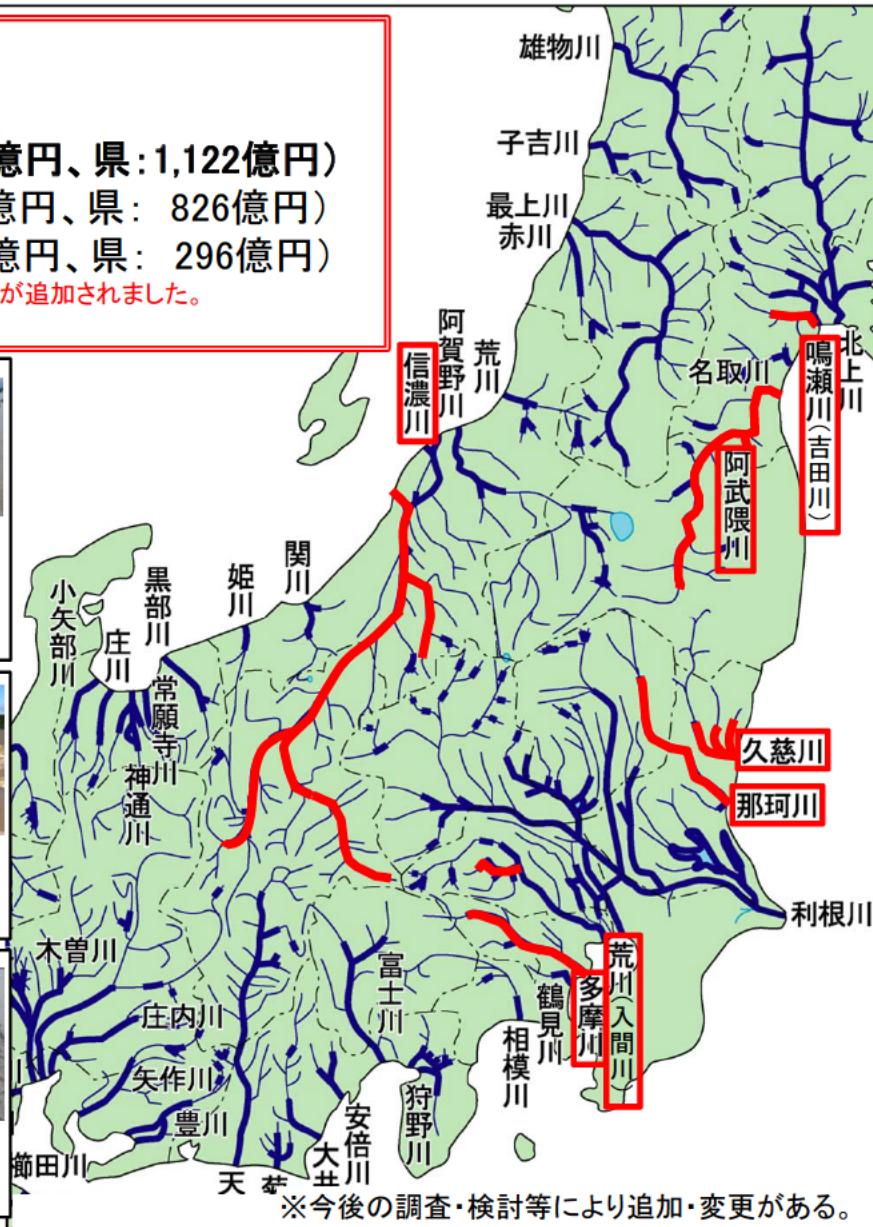 億円、県:1,122億円)
億円、県: 826億円)
億円、県: 296億円)
が追加されました。
雄物川
子吉川
最上川
赤川
荒川
阿賀野川
信濃川
名取川
北上川
鳴瀬川(吉田川)
阿武隈川
関川
姫川
黒部川
庄川
小矢部川
常願寺川
神通川
久慈川
那珂川
利根川
荒川(入間川)
多摩川
鶴見川
相模川
富士川
狩野川
安倍川
大井
菊
天
木曽川
庄内川
矢作川
豊川
川
櫛田川
※今後の調査・検討等により追加・変更がある。